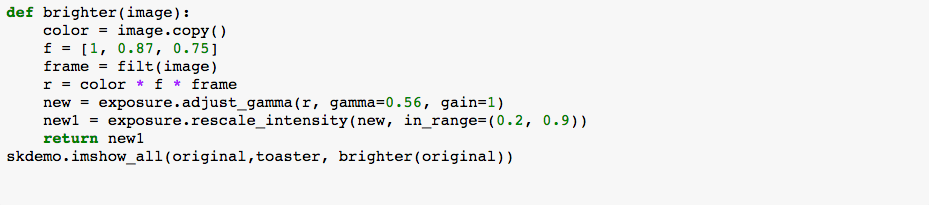 def brighter(image):
    color = image.copy()
    f = [1, 0.87, 0.75]
    frame = filt(image)
    r = color * f * frame
    new = exposure.adjust_gamma(r, gamma=0.56, gain=1)
    new1 = exposure.rescale_intensity(new, in_range=(0.2, 0.9))
    return new1
skdemo.imshow_all(original,toaster, brighter(original))